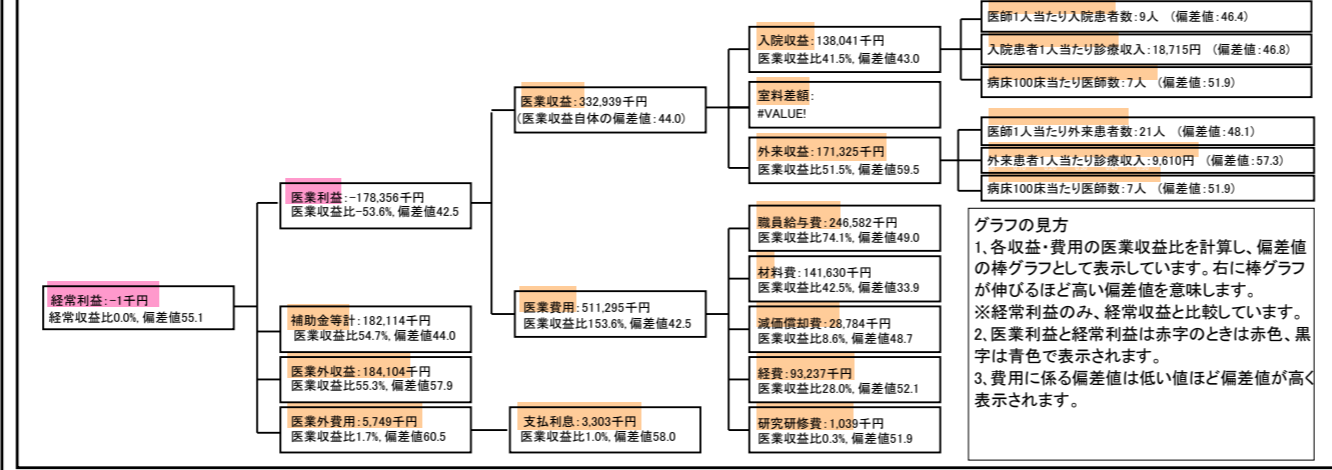 経常利益:-1千円
経常収益比0.0%, 偏差値55.1
医業利益:-178,356千円
医業収益比-53.6%, 偏差値42.5
補助金等計:182,114千円
医業収益比54.7%, 偏差値44.0
医業外収益:184,104千円
医業収益比55.3%, 偏差値57.9
医業外費用:5,749千円
医業収益比1.7%, 偏差値60.5
医業収益:332,939千円
(医業収益自体の偏差値:44.0)
医業費用:511,295千円
医業収益比153.6%, 偏差値42.5
支払利息:3,303千円
医業収益比1.0%, 偏差値58.0
入院収益:138,041千円
医業収益比41.5%, 偏差値43.0
室料差額:
#VALUE!
外来収益:171,325千円
医業収益比51.5%, 偏差値59.5
職員給与費:246,582千円
医業収益比74.1%, 偏差値49.0
材料費:141,630千円
医業収益比42.5%, 偏差値33.9
減価償却費:28,784千円
医業収益比8.6%, 偏差値48.7
経費:93,237千円
医業収益比28.0%, 偏差値52.1
研究研修費:1,039千円
医業収益比0.3%, 偏差値51.9
医師1人当たり入院患者数:9人 (偏差値:46.4)
入院患者1人当たり診療収入:18,715円 (偏差値:46.8)
病床100床当たり医師数:7人 (偏差値:51.9)
医師1人当たり外来患者数:21人 (偏差値:48.1)
外来患者1人当たり診療収入:9,610円 (偏差値:57.3)
病床100床当たり医師数:7人 (偏差値:51.9)
グラフの見方
1、各収益・費用の医業収益比を計算し、偏差値
の棒グラフとして表示しています。右に棒グラフ
が伸びるほど高い偏差値を意味します。
※経常利益のみ、経常収益と比較しています。
2、医業利益と経常利益は赤字のときは赤色、黒
字は青色で表示されます。
3、費用に係る偏差値は低い値ほど偏差値が高く
表示されます。